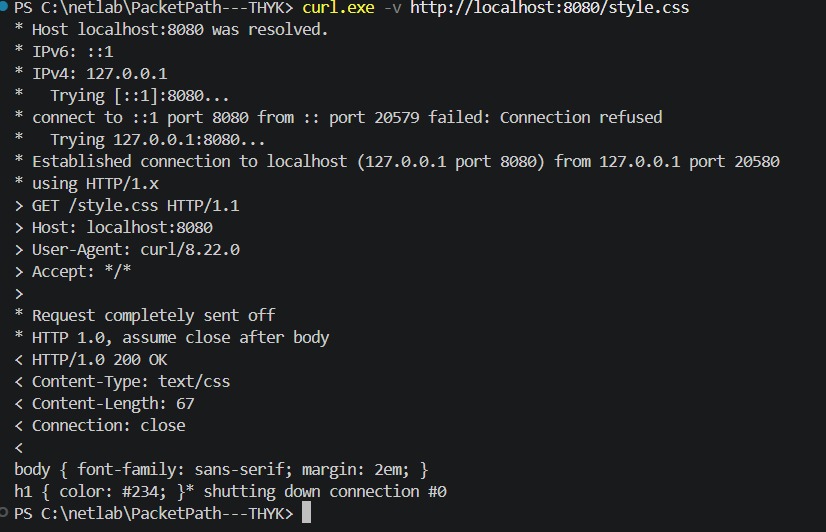 PS C:\netlab\PacketPath---THYK> curl.exe -v http://localhost:8080/style.css
* Host localhost:8080 was resolved.
* IPv6: ::1
* IPv4: 127.0.0.1
*   Trying [::1]:8080...
* connect to ::1 port 8080 from :: port 20579 failed: Connection refused
*   Trying 127.0.0.1:8080...
* Established connection to localhost (127.0.0.1 port 8080) from 127.0.0.1 port 20580
* using HTTP/1.x
> GET /style.css HTTP/1.1
> Host: localhost:8080
> User-Agent: curl/8.22.0
> Accept: */*
>
* Request completely sent off
* HTTP 1.0, assume close after body
< HTTP/1.0 200 OK
< Content-Type: text/css
< Content-Length: 67
< Connection: close
<
body { font-family: sans-serif; margin: 2em; }
h1 { color: #234; }* shutting down connection #0
PS C:\netlab\PacketPath---THYK>